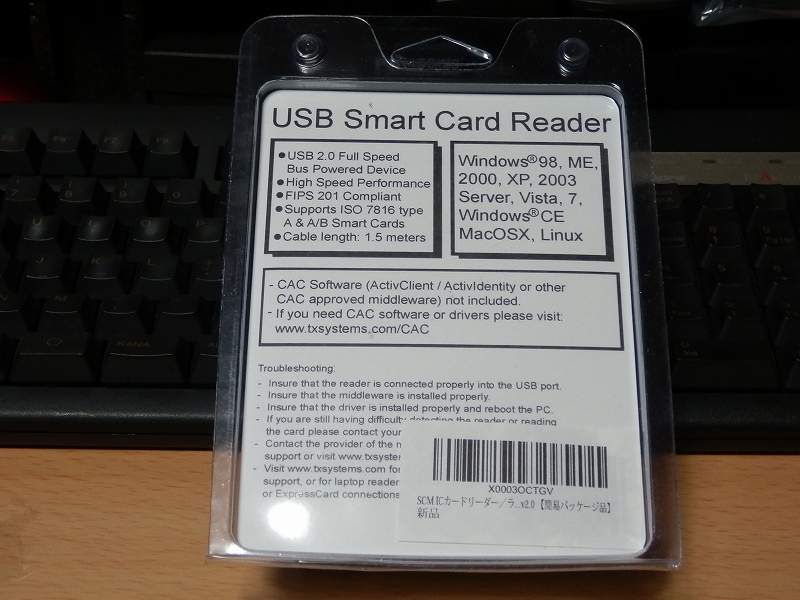 USB Smart Card Reader
●USB 2.0 Full Speed
Bus Powered Device
●High Speed Performance
●FIPS 201 Compliant
●Supports ISO 7816 type
A & A/B Smart Cards
●Cable length: 1.5 meters
Windows®98, ME,
2000, XP, 2003
Server, Vista, 7,
Windows®CE
MacOSX, Linux
- CAC Software (ActivClient / ActivIdentity or other
CAC approved middleware) not included.
- If you need CAC software or drivers please visit:
www.txsystems.com/CAC
Troubleshooting:
- Insure that the reader is connected properly into the USB port.
- Insure that the middleware is installed properly.
- Insure that the driver is installed properly and reboot the PC.
- If you are still having difficulty detecting the reader or reading
the card please contact your
- Contact the provider of the
support or visit www.txsyste
- Visit www.txsystems.com for
support, or for laptop reader
or ExpressCard connections
X0003OCTGV
SCM ICカードリーダー／ラ...v2.0 【簡易パッケージ品】
新品
KANA